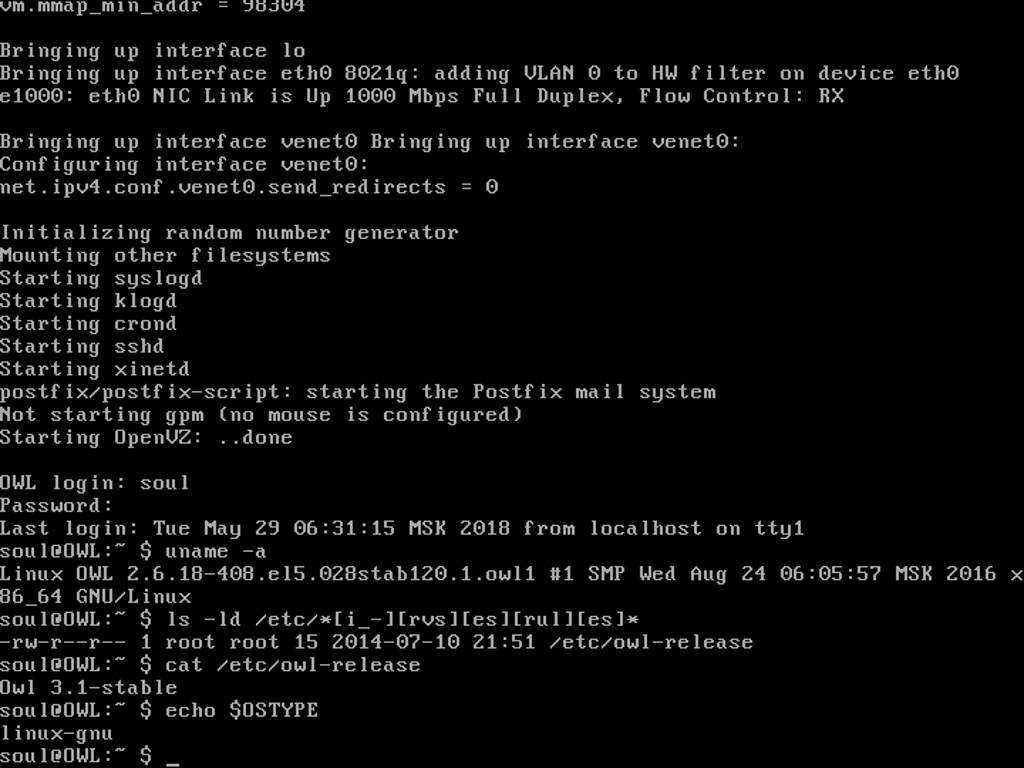 vm.mmap_min_addr = 98304
Bringing up interface lo
Bringing up interface eth0 8021q: adding VLAN 0 to HW filter on device eth0
e1000: eth0 NIC Link is Up 1000 Mbps Full Duplex, Flow Control: RX
Bringing up interface venet0 Bringing up interface venet0:
Configuring interface venet0:
net.ipv4.conf.venet0.send_redirects = 0
Initializing random number generator
Mounting other filesystems
Starting syslogd
Starting klogd
Starting crond
Starting sshd
Starting xinetd
postfix/postfix-script: starting the Postfix mail system
Not starting gpm (no mouse is configured)
Starting OpenVZ: ..done
OWL login: soul
Password:
Last login: Tue May 29 06:31:15 MSK 2018 from localhost on tty1
soul@OWL:~ $ uname -a
Linux OWL 2.6.18-408.el5.028stab120.1.owl1 #1 SMP Wed Aug 24 06:05:57 MSK 2016 x
86_64 GNU/Linux
soul@OWL:~ $ ls -ld /etc/*[i_-][rvs][es][rul][es]*
-rw-r--r-- 1 root root 15 2014-07-10 21:51 /etc/owl-release
soul@OWL:~ $ cat /etc/owl-release
Owl 3.1-stable
soul@OWL:~ $ echo $OSTYPE
linux-gnu
soul@OWL:~ $ _